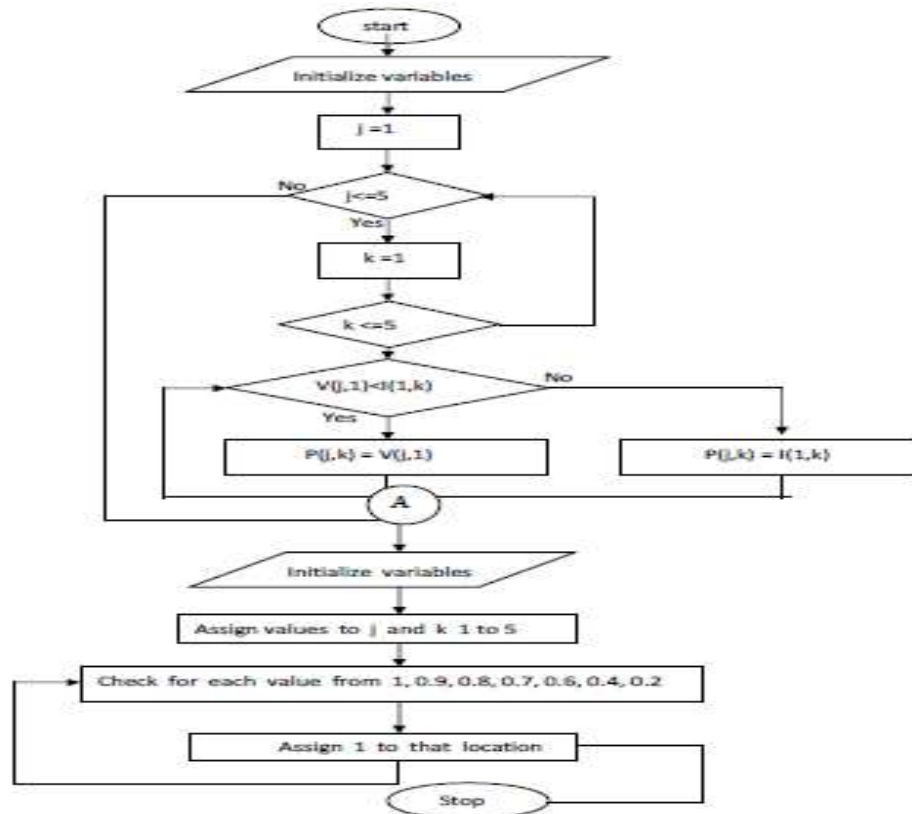 start
Initialize variables
j =1
No
j<=5
Yes
k =1
k <=5
V(j,1)<I(1,k)
No
Yes
P(j,k) = V(j,1)
P(j,k) = I(1,k)
A
Initialize variables
Assign values to j and k 1 to 5
Check for each value from 1, 0.9, 0.8, 0.7, 0.6, 0.4, 0.2
Assign 1 to that location
Stop